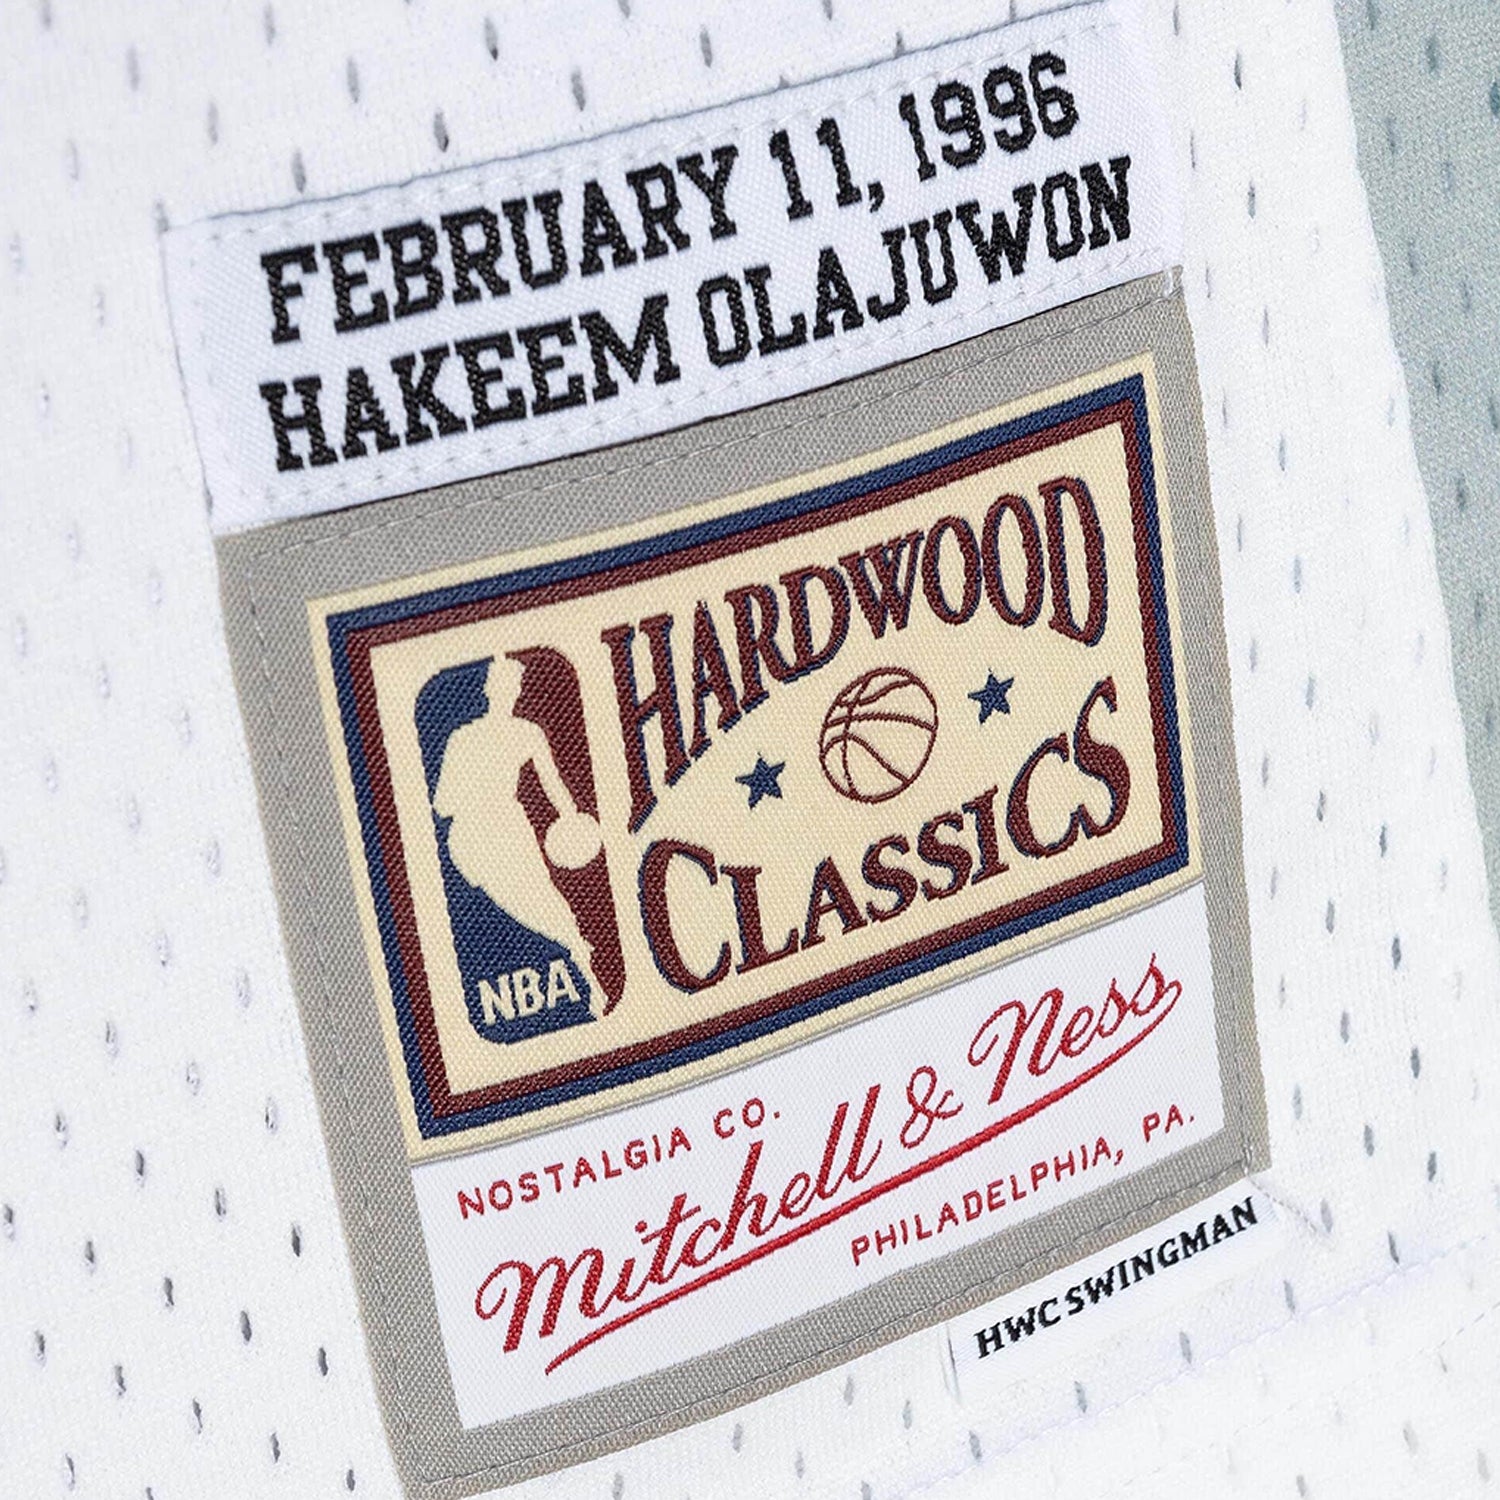 FEBRUARY 11, 1996
HAKEEM OLAJUWON
HARDWOOD
CLASSICS
NBA
NOSTALGIA CO.
Mitchell & Ness
PHILADELPHIA, PA.
HWC SWINGMAN